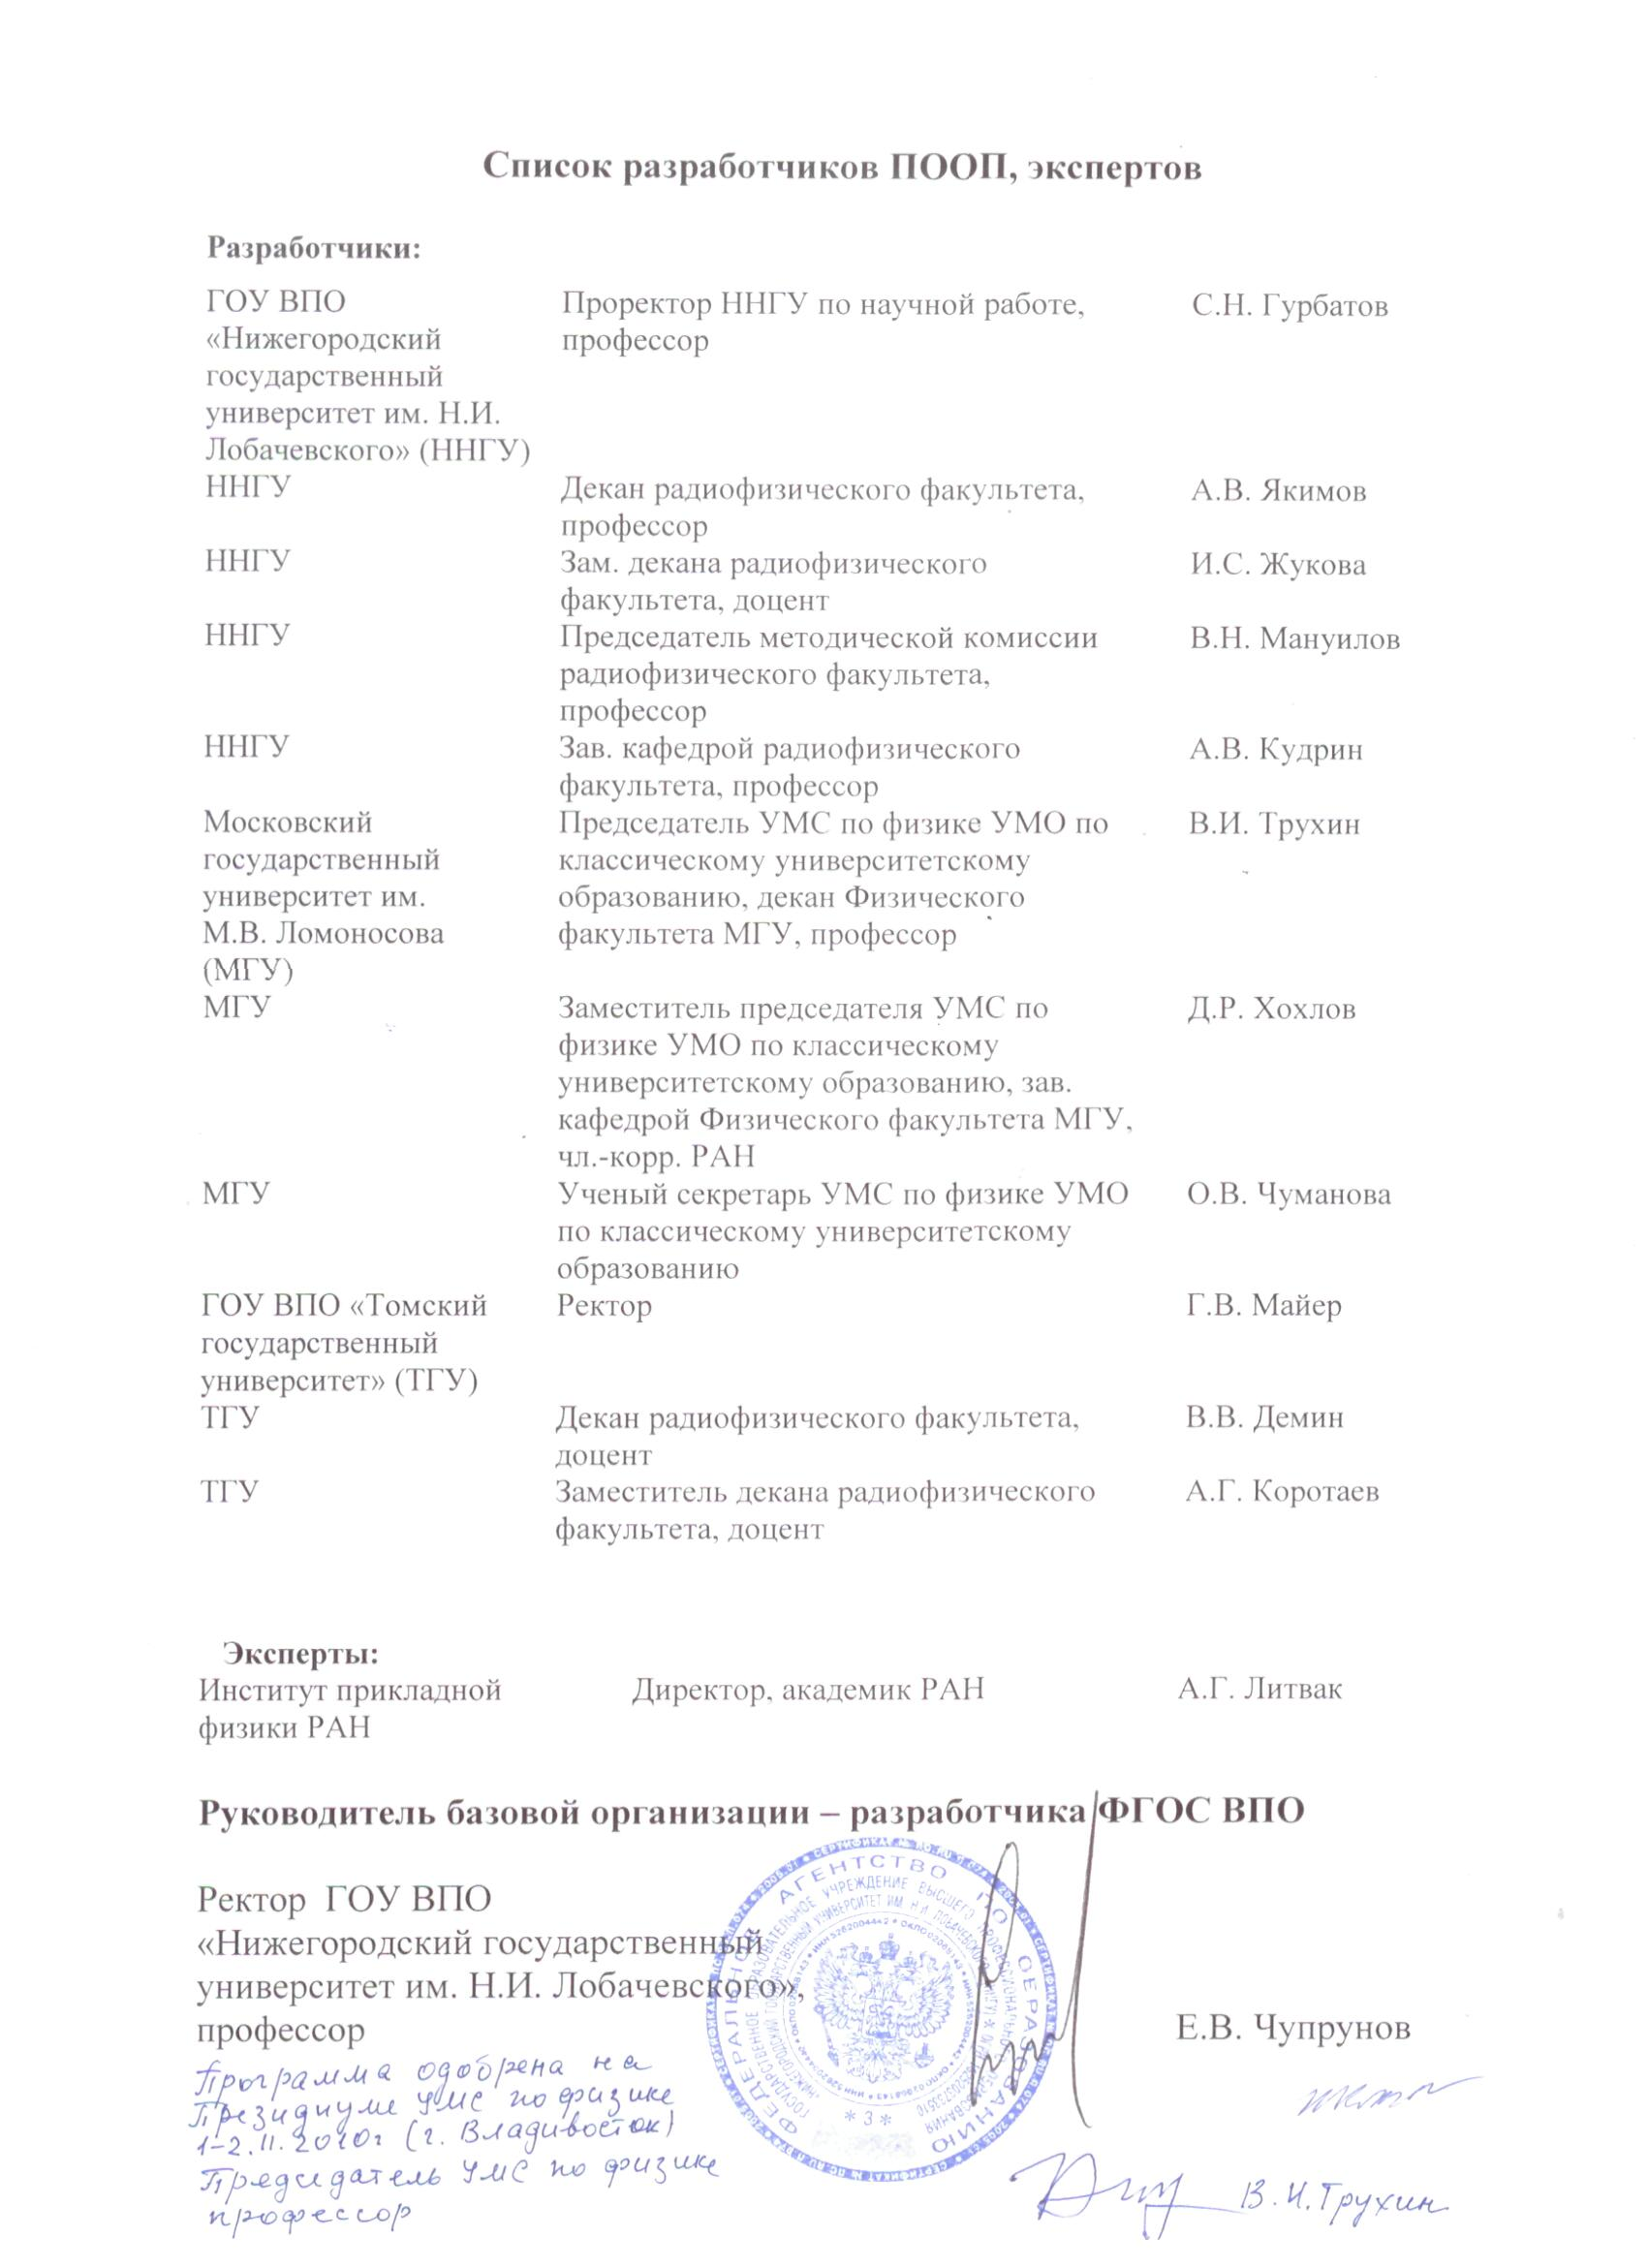 Список разработчиков ПООП, экспертов
Разработчики:
ГОУ ВПО
«Нижегородский
государственный
университет им. Н.И.
Лобачевского» (ННГУ)
Проректор ННГУ по научной работе,
профессор
С.Н. Гурбатов
ННГУ
Декан радиофизического факультета,
профессор
А.В. Якимов
ННГУ
Зам. декана радиофизического
факультета, доцент
И.С. Жукова
ННГУ
Председатель методической комиссии
радиофизического факультета,
профессор
В.Н. Мануилов
ННГУ
Зав. кафедрой радиофизического
факультета, профессор
А.В. Кудрин
Московский
государственный
университет им.
М.В. Ломоносова
(МГУ)
Председатель УМС по физике УМО по
классическому университетскому
образованию, декан Физического
факультета МГУ, профессор
В.И. Трухин
МГУ
Заместитель председателя УМС по
физике УМО по классическому
университетскому образованию, зав.
кафедрой Физического факультета МГУ,
чл.-корр. РАН
Д.Р. Хохлов
МГУ
Ученый секретарь УМС по физике УМО
по классическому университетскому
образованию
О.В. Чуманова
ГОУ ВПО «Томский
государственный
университет» (ТГУ)
Ректор
Г.В. Майер
ТГУ
Декан радиофизического факультета,
доцент
В.В. Демин
ТГУ
Заместитель декана радиофизического
факультета, доцент
А.Г. Коротаев
Эксперты:
Институт прикладной
физики РАН
Директор, академик РАН
А.Г. Литвак
Руководитель базовой организации – разработчика ФГОС ВПО
Ректор ГОУ ВПО
«Нижегородский государственный
университет им. Н.И. Лобачевского»,
профессор
Е.В. Чупрунов
ФЕДЕРАЛЬНОЕ АГЕНТСТВО ПО ОБРАЗОВАНИЮ
* 3 *
Программа одобрена на
Президиуме УМС по физике
1-2.11.2010г (г. Владивосток)
Председатель УМС по физике
профессор
В.И.Трухин